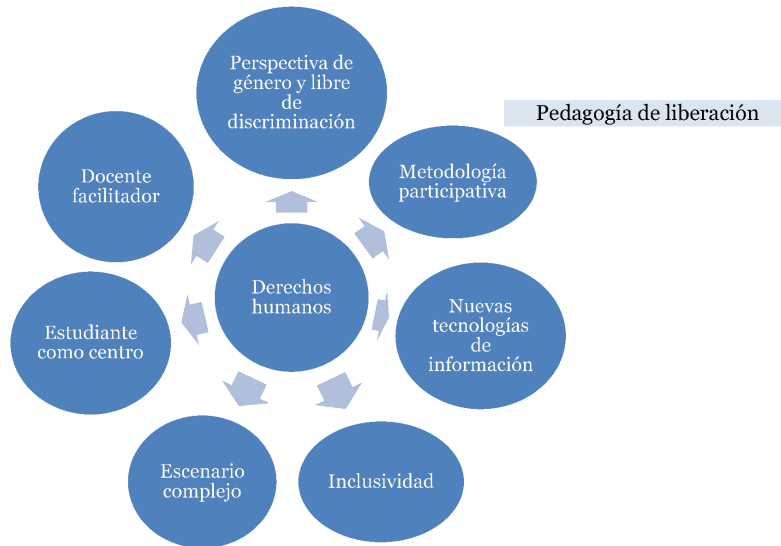 Perspectiva de
género y libre
de
discriminación
Pedagogía de liberación
Metodología
participativa
Docente
facilitador
Derechos
humanos
Nuevas
tecnologías
de
información
Estudiante
como centro
Escenario
complejo
Inclusividad